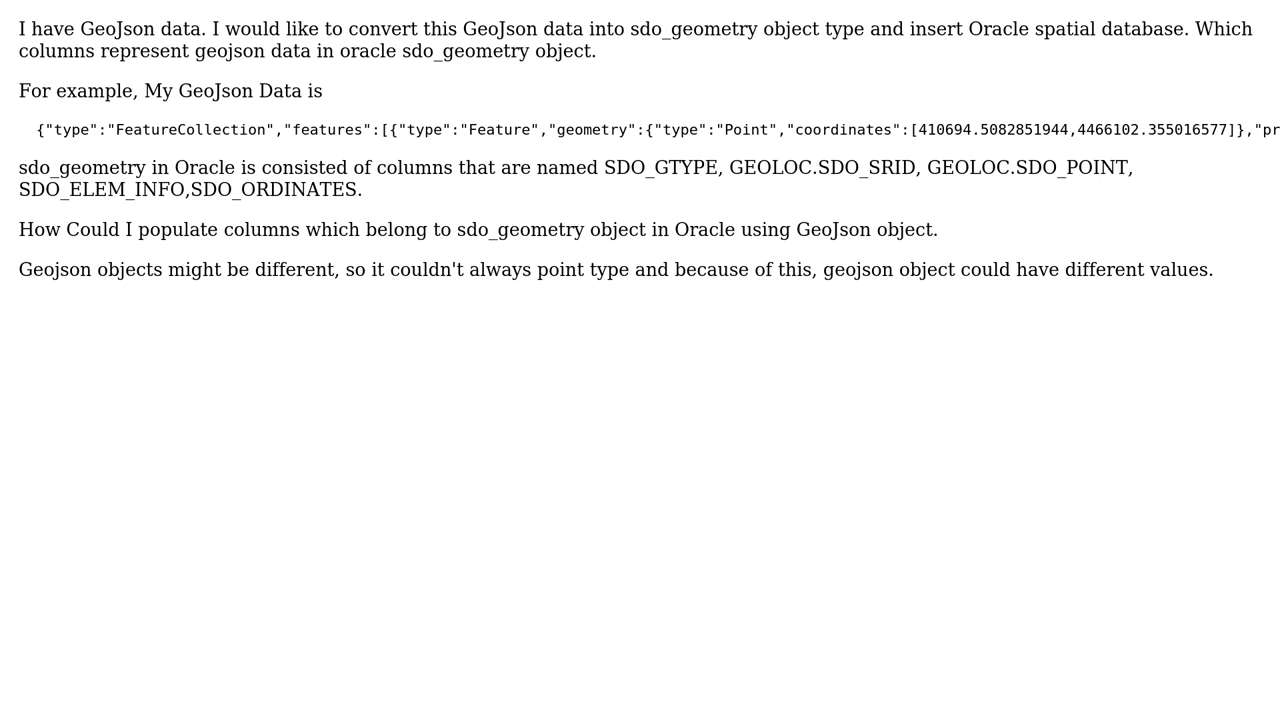 I have GeoJson data. I would like to convert this GeoJson data into sdo_geometry object type and insert Oracle spatial database. Which
columns represent geojson data in oracle sdo_geometry object.
For example, My GeoJson Data is
{"type":"FeatureCollection","features":[{"type":"Feature","geometry":{"type":"Point","coordinates":[410694.5082851944,4466102.355016577]},"pr
sdo_geometry in Oracle is consisted of columns that are named SDO_GTYPE, GEOLOC.SDO_SRID, GEOLOC.SDO_POINT,
SDO_ELEM_INFO,SDO_ORDINATES.
How Could I populate columns which belong to sdo_geometry object in Oracle using GeoJson object.
Geojson objects might be different, so it couldn't always point type and because of this, geojson object could have different values.